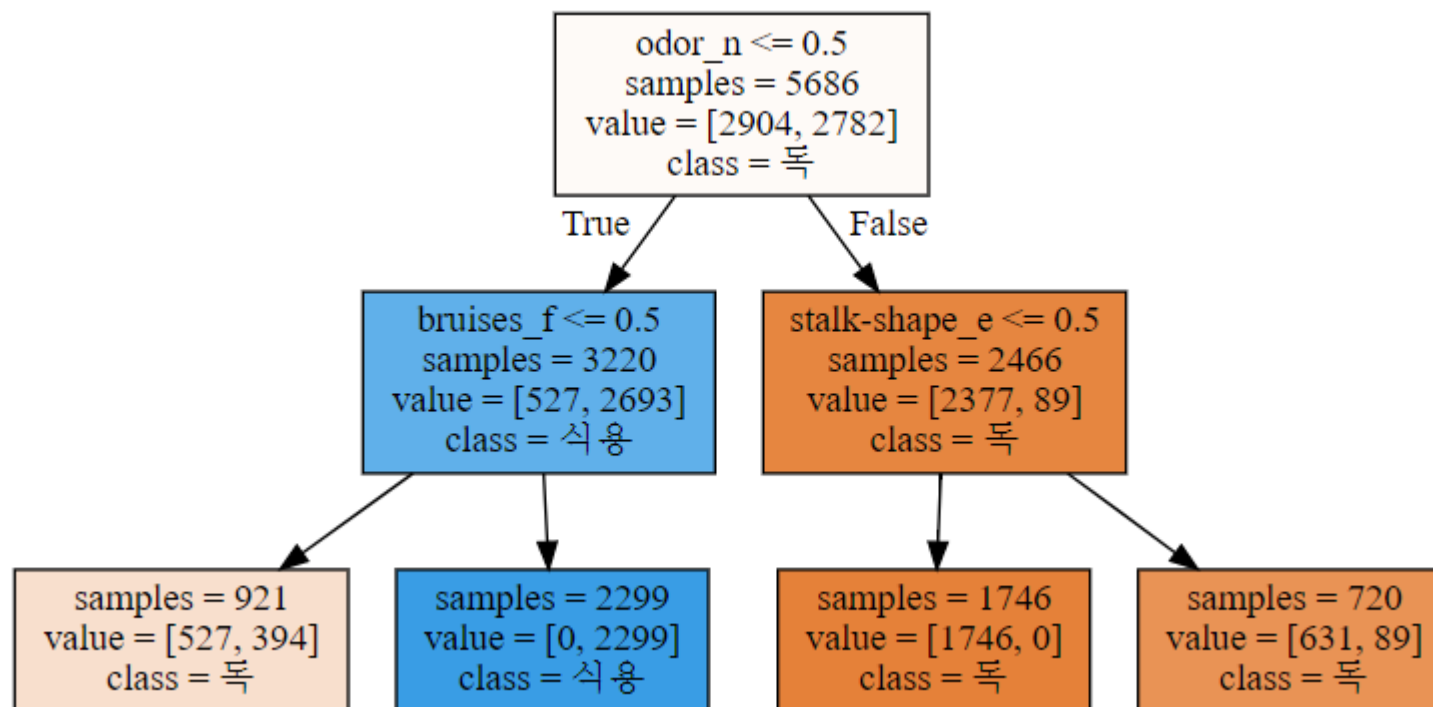 odor_n <= 0.5
samples = 5686
value = [2904, 2782]
class = 독
True
False
bruises_f <= 0.5
samples = 3220
value = [527, 2693]
class = 식용
stalk-shape_e <= 0.5
samples = 2466
value = [2377, 89]
class = 독
samples = 921
value = [527, 394]
class = 독
samples = 2299
value = [0, 2299]
class = 식용
samples = 1746
value = [1746, 0]
class = 독
samples = 720
value = [631, 89]
class = 독